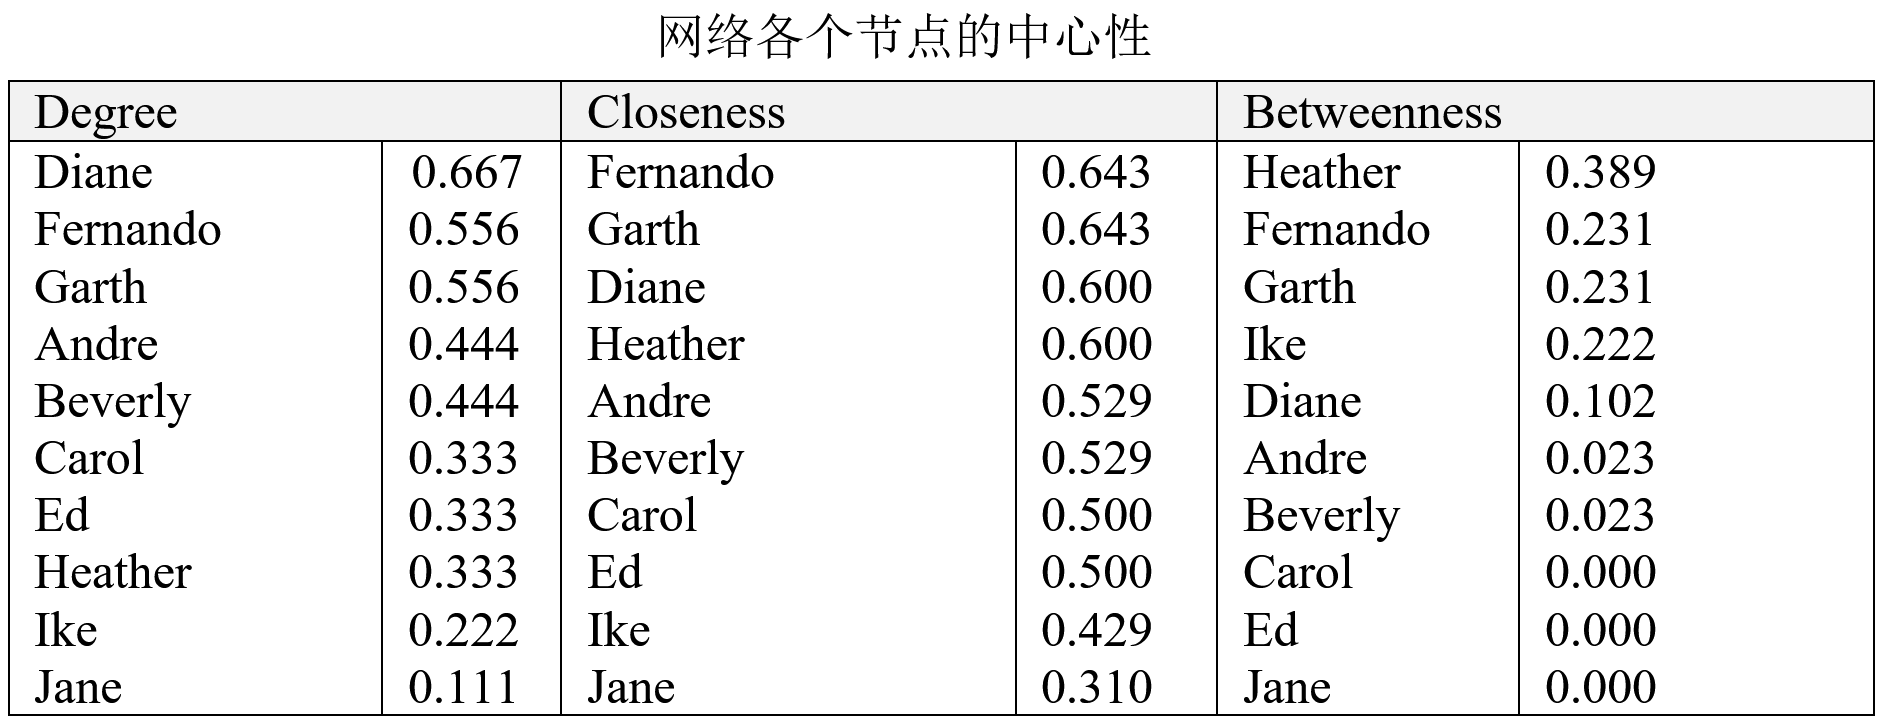 网络各个节点的中心性
Degree Closeness Betweenness
Diane 0.667 Fernando 0.643 Heather 0.389
Fernando 0.556 Garth 0.643 Fernando 0.231
Garth 0.556 Diane 0.600 Garth 0.231
Andre 0.444 Heather 0.600 Ike 0.222
Beverly 0.444 Andre 0.529 Diane 0.102
Carol 0.333 Beverly 0.529 Andre 0.023
Ed 0.333 Carol 0.500 Beverly 0.023
Heather 0.333 Ed 0.500 Carol 0.000
Ike 0.222 Ike 0.429 Ed 0.000
Jane 0.111 Jane 0.310 Jane 0.000